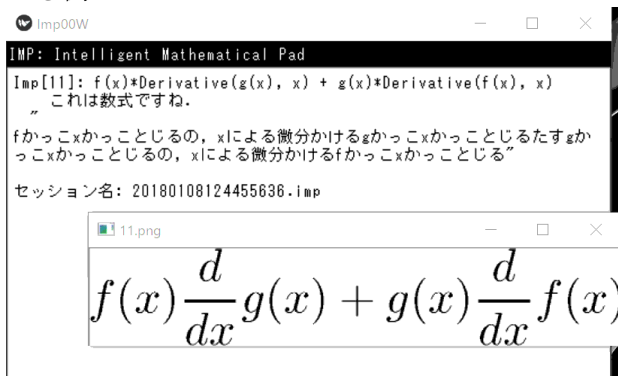 Imp00W
IMP: Intelligent Mathematical Pad
Imp[11]: f(x)*Derivative(g(x), x) + g(x)*Derivative(f(x), x)
これは数式ですね.
"
fかっこxかっことじるの, xによる微分かけるgかっこxかっことじるたすgか
っこxかっことじるの, xによる微分かけるfかっこxかっことじる"
セッション名: 20180108124455636.imp
11.png
f(x) d/dx g(x) + g(x) d/dx f(x)